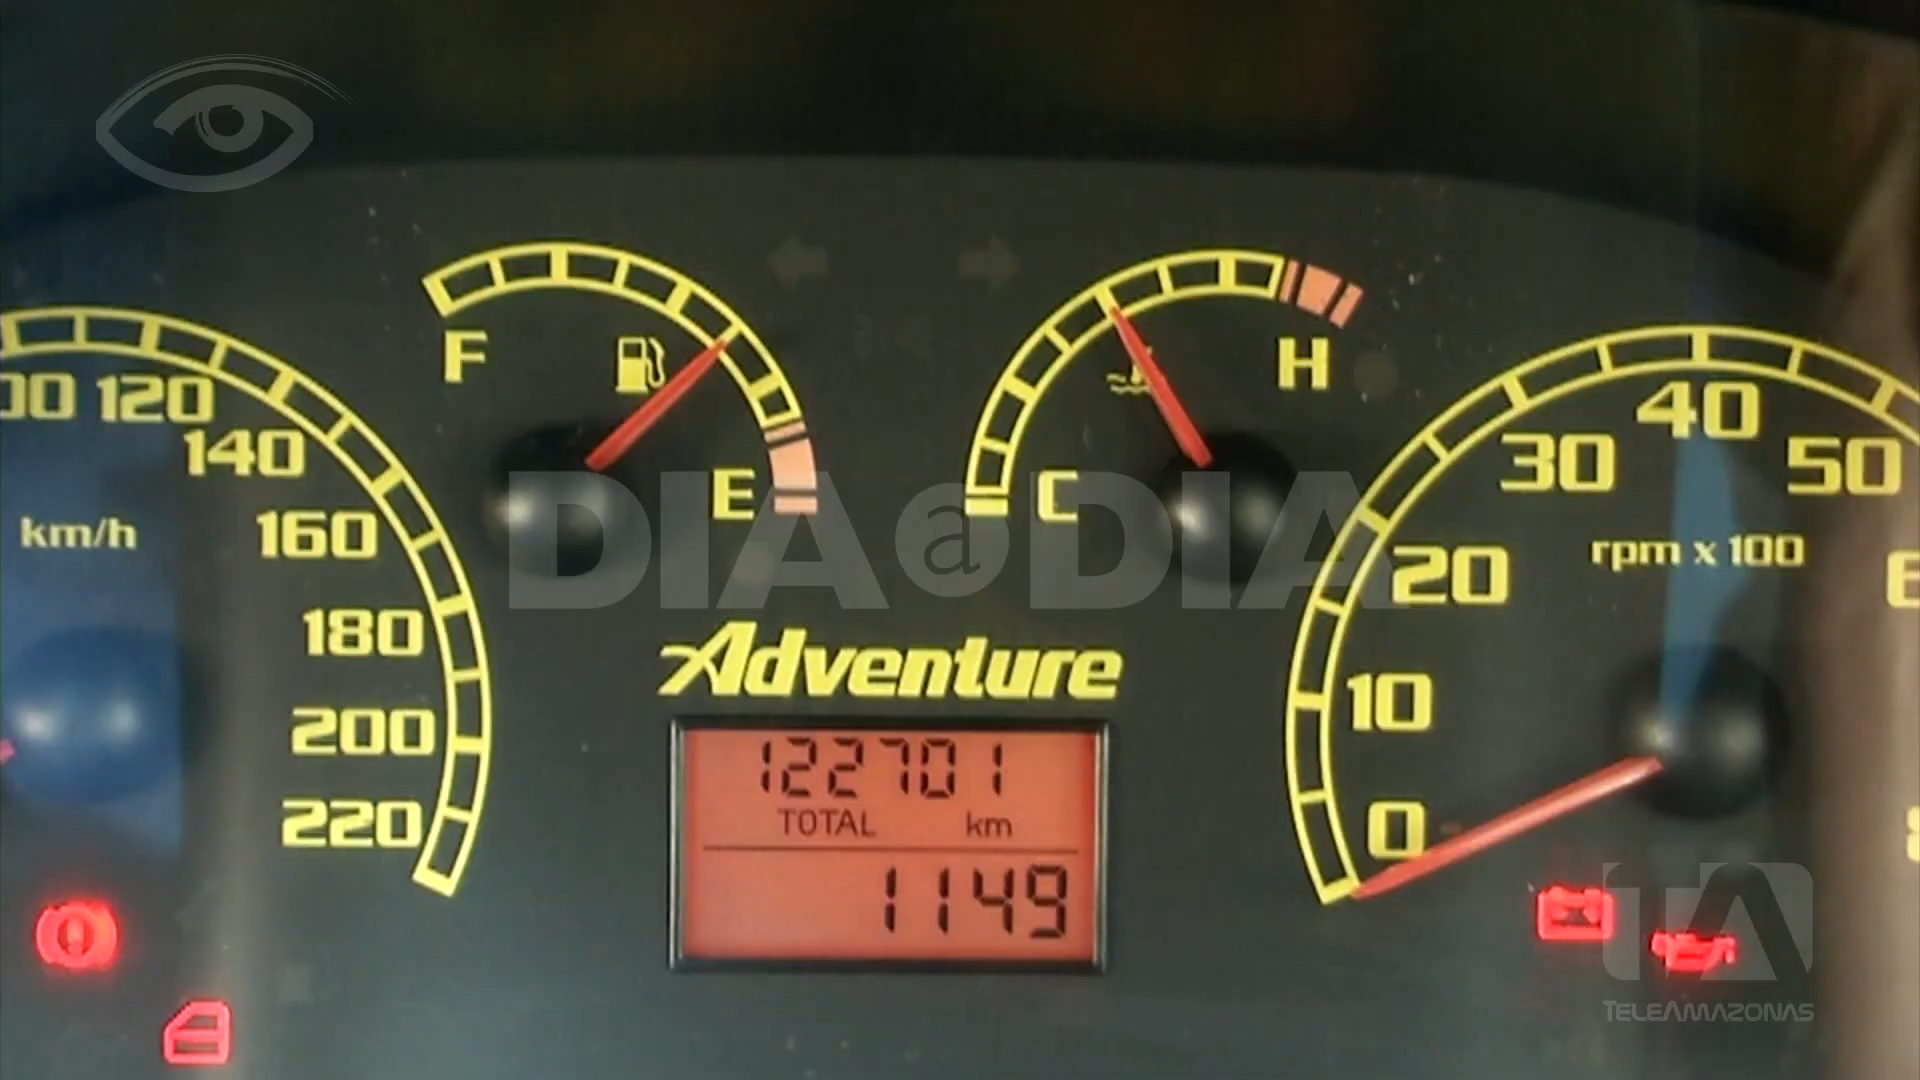 F
H
120
140
160
180
200
220
km/h
E
C
DIA a DIA
Adventure
122701
TOTAL km
1149
0
10
20
30
40
50
rpm x 100
TA
TELEAMAZONAS